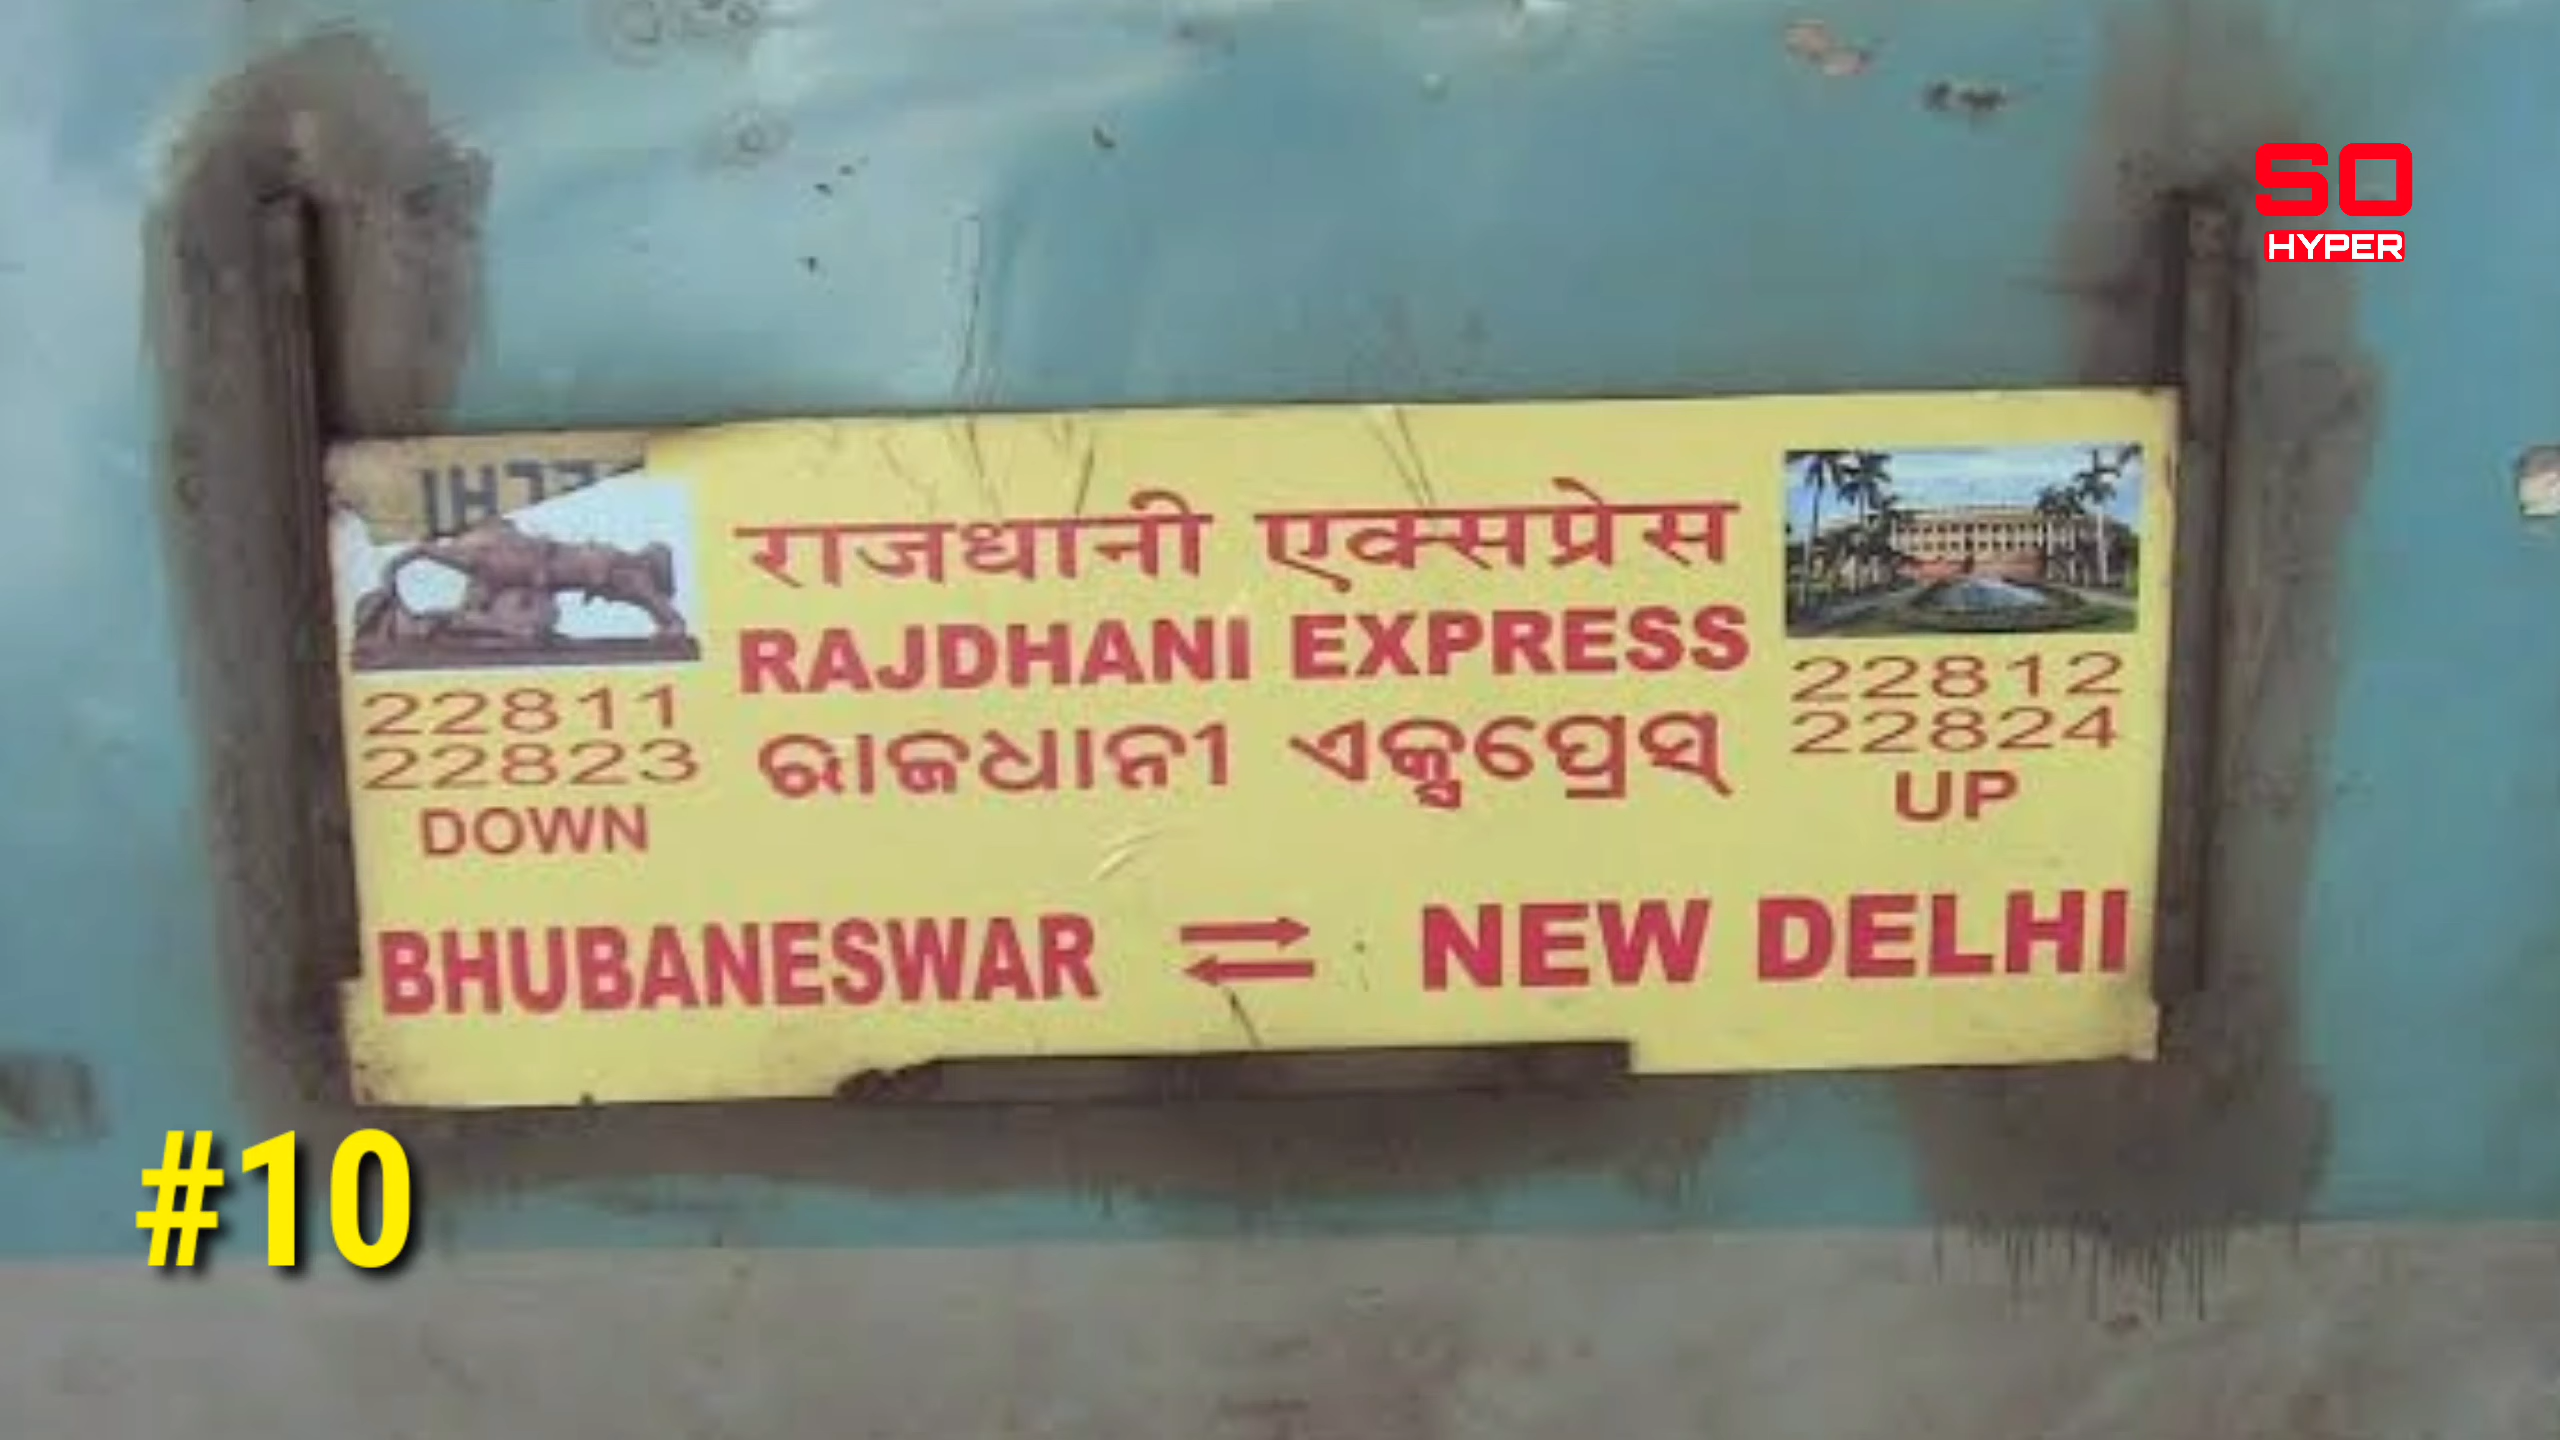 SO
HYPER
राजधानी एक्सप्रेस
RAJDHANI EXPRESS
ରାଜଧାନୀ ଏକ୍ସପ୍ରେସ୍
22811
22823
DOWN
22812
22824
UP
BHUBANESWAR ⇄ NEW DELHI
#10